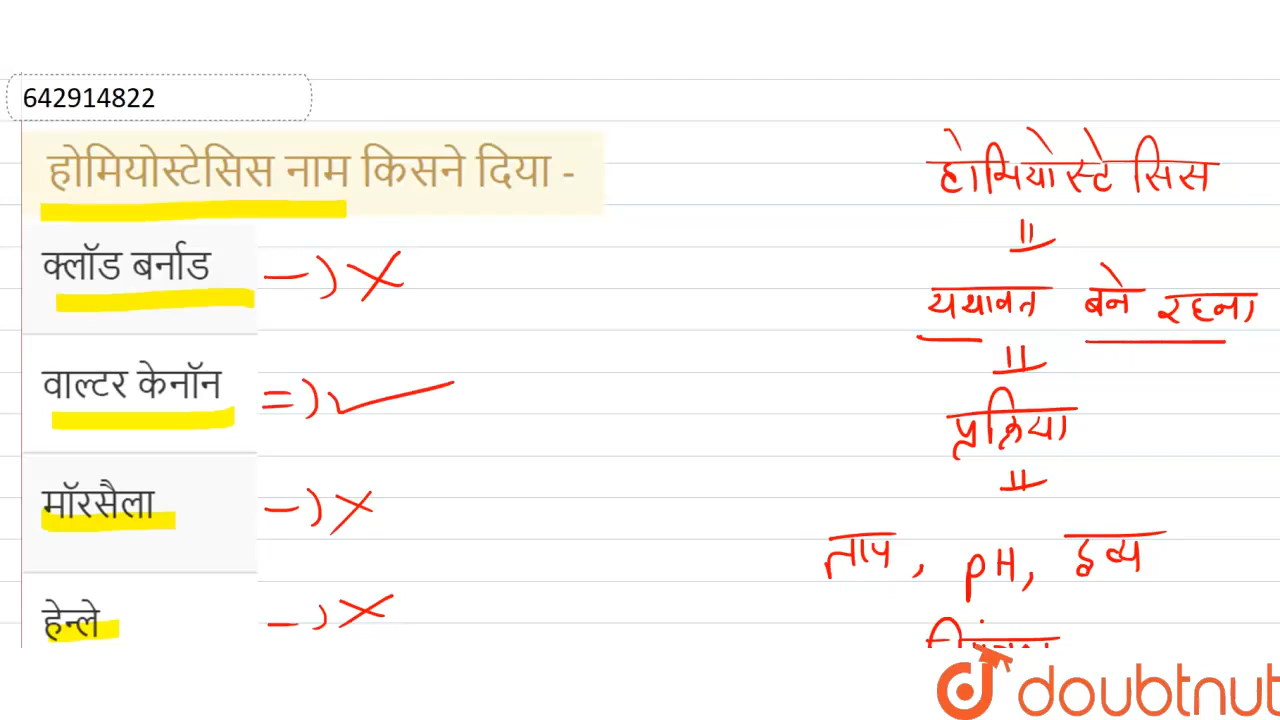 642914822
होमियोस्टेसिस नाम किसने दिया -
क्लॉड बर्नाड
वाल्टर केनॉन
मॉरसैला
हेन्ले
होमियोस्टेसिस
यथावत बने रहना
प्रक्रिया
ताप, pH, द्रव्य
doubtnut